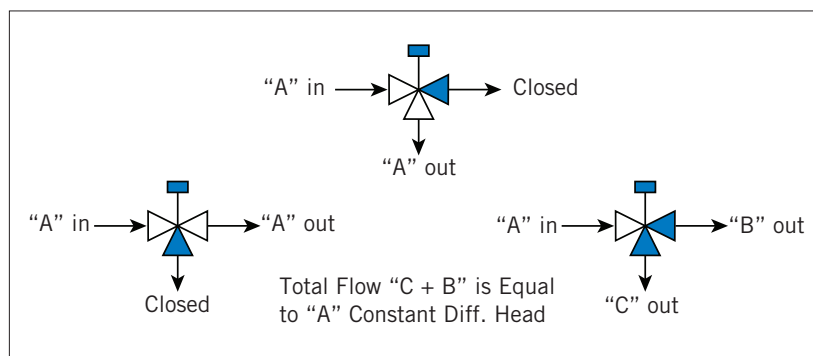 “A” in
Closed
“A” out
“A” in
“A” out
Closed
“A” in
“B” out
“C” out
Total Flow “C + B” is Equal
to “A” Constant Diff. Head